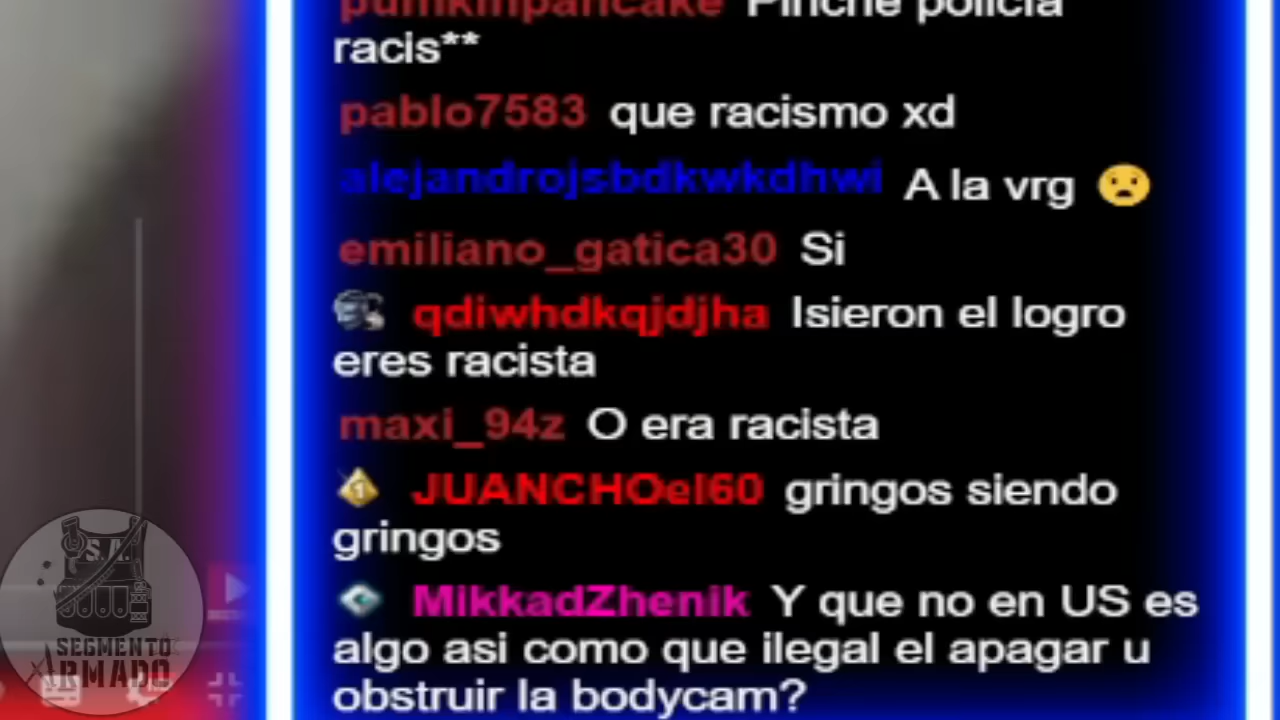 pumkinpancake Pinche policia
racis**
pablo7583 que racismo xd
alejandrojsbdkwkdhwi A la vrg
emiliano_gatica30 Si
qdiwhdkqjdjha Isieron el logro
eres racista
maxi_94z O era racista
JUANCHOel60 gringos siendo
gringos
MikkadZhenik Y que no en US es
algo asi como que ilegal el apagar u
obstruir la bodycam?
S.A.
SEGMENTO
ARMADO